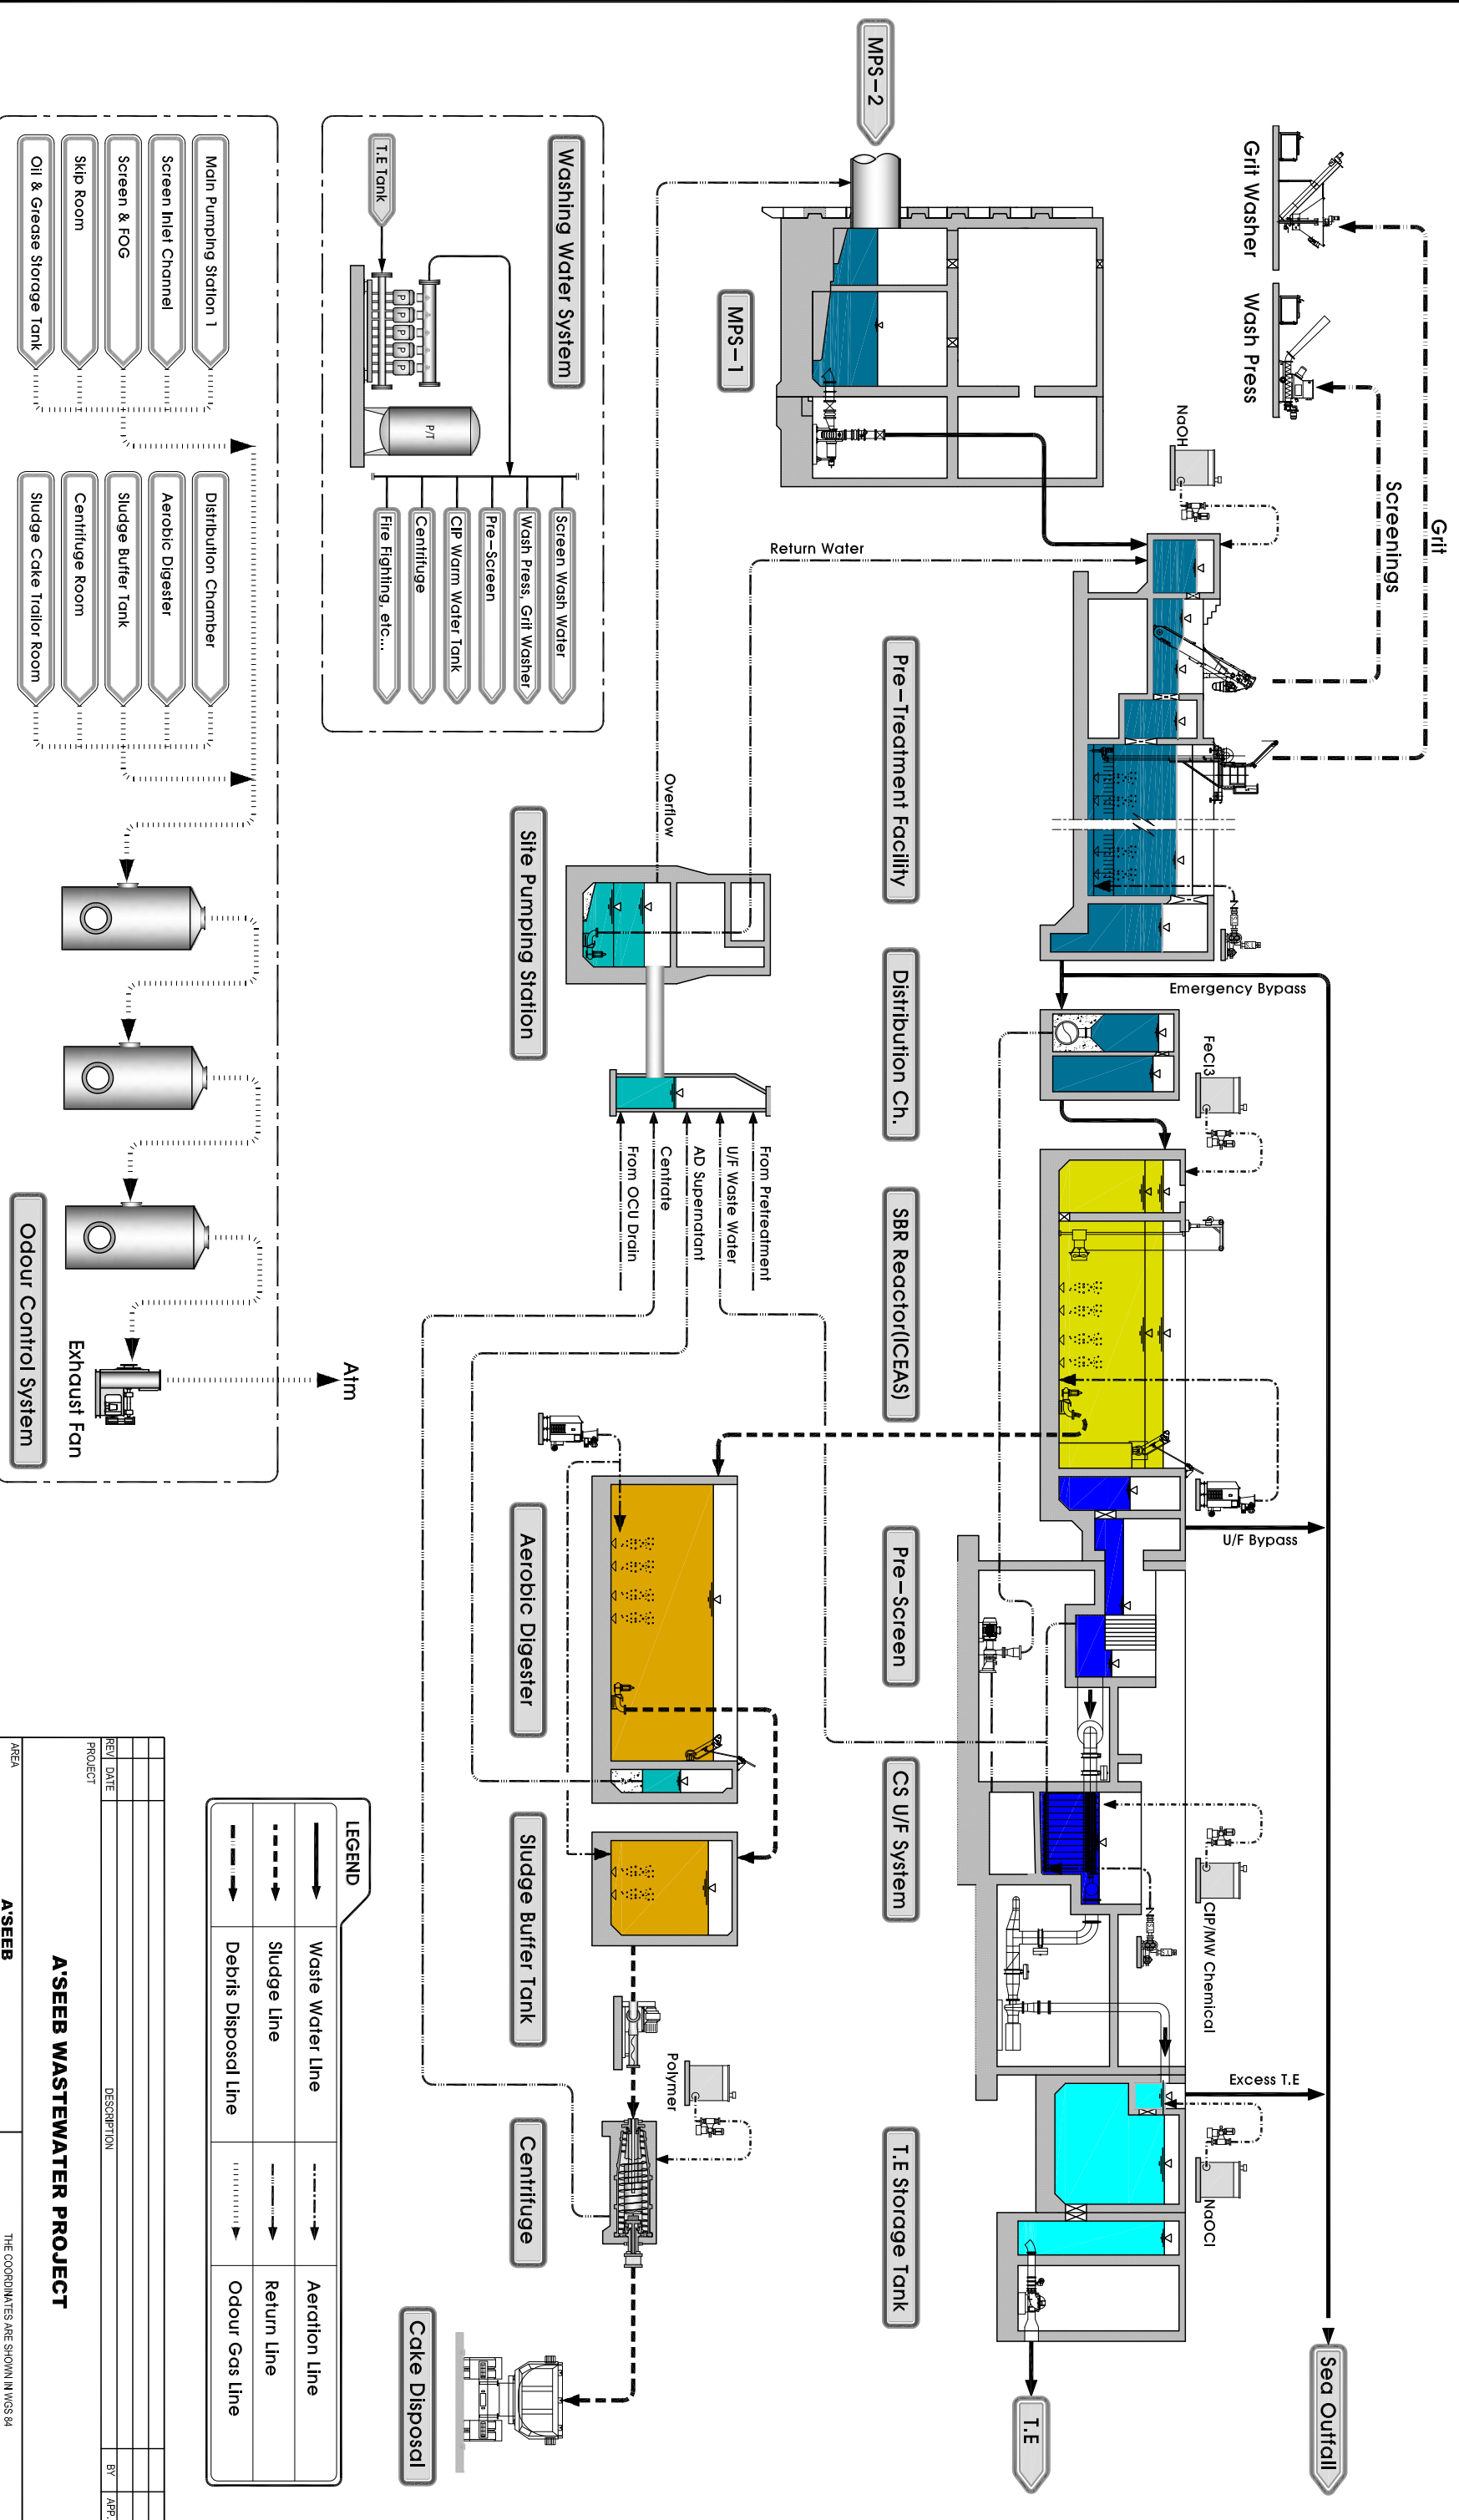 Grit
Screenings
Grit Washer
Wash Press
NaOH
MPS-2
MPS-1
Return Water
Overflow
Emergency Bypass
FeCl3
U/F Bypass
CIP/MW Chemical
Excess T.E
NaOCl
Sea Outfall
T.E
Pre-Treatment Facility
Distribution Ch.
SBR Reactor(ICEAS)
Pre-Screen
CS U/F System
T.E Storage Tank
From Pretreatment
U/F Waste Water
AD Supernatant
Centrate
From OCU Drain
Site Pumping Station
Aerobic Digester
Sludge Buffer Tank
Polymer
Centrifuge
Cake Disposal
Washing Water System
T.E Tank
P
P
P
P
P
P/T
Screen Wash Water
Wash Press, Grit Washer
Pre-Screen
CIP Warm Water Tank
Centrifuge
Fire Fighting, etc...
Main Pumping Station 1
Screen Inlet Channel
Screen & FOG
Skip Room
Oil & Grease Storage Tank
Distribution Chamber
Aerobic Digester
Sludge Buffer Tank
Centrifuge Room
Sludge Cake Trailor Room
Atm
Exhaust Fan
Odour Control System
LEGEND
Waste Water Line
Aeration Line
Sludge Line
Return Line
Debris Disposal Line
Odour Gas Line
REV DATE DESCRIPTION BY APP.
PROJECT
A'SEEB WASTEWATER PROJECT
AREA
A'SEEB
THE COORDINATES ARE SHOWN IN WGS 84